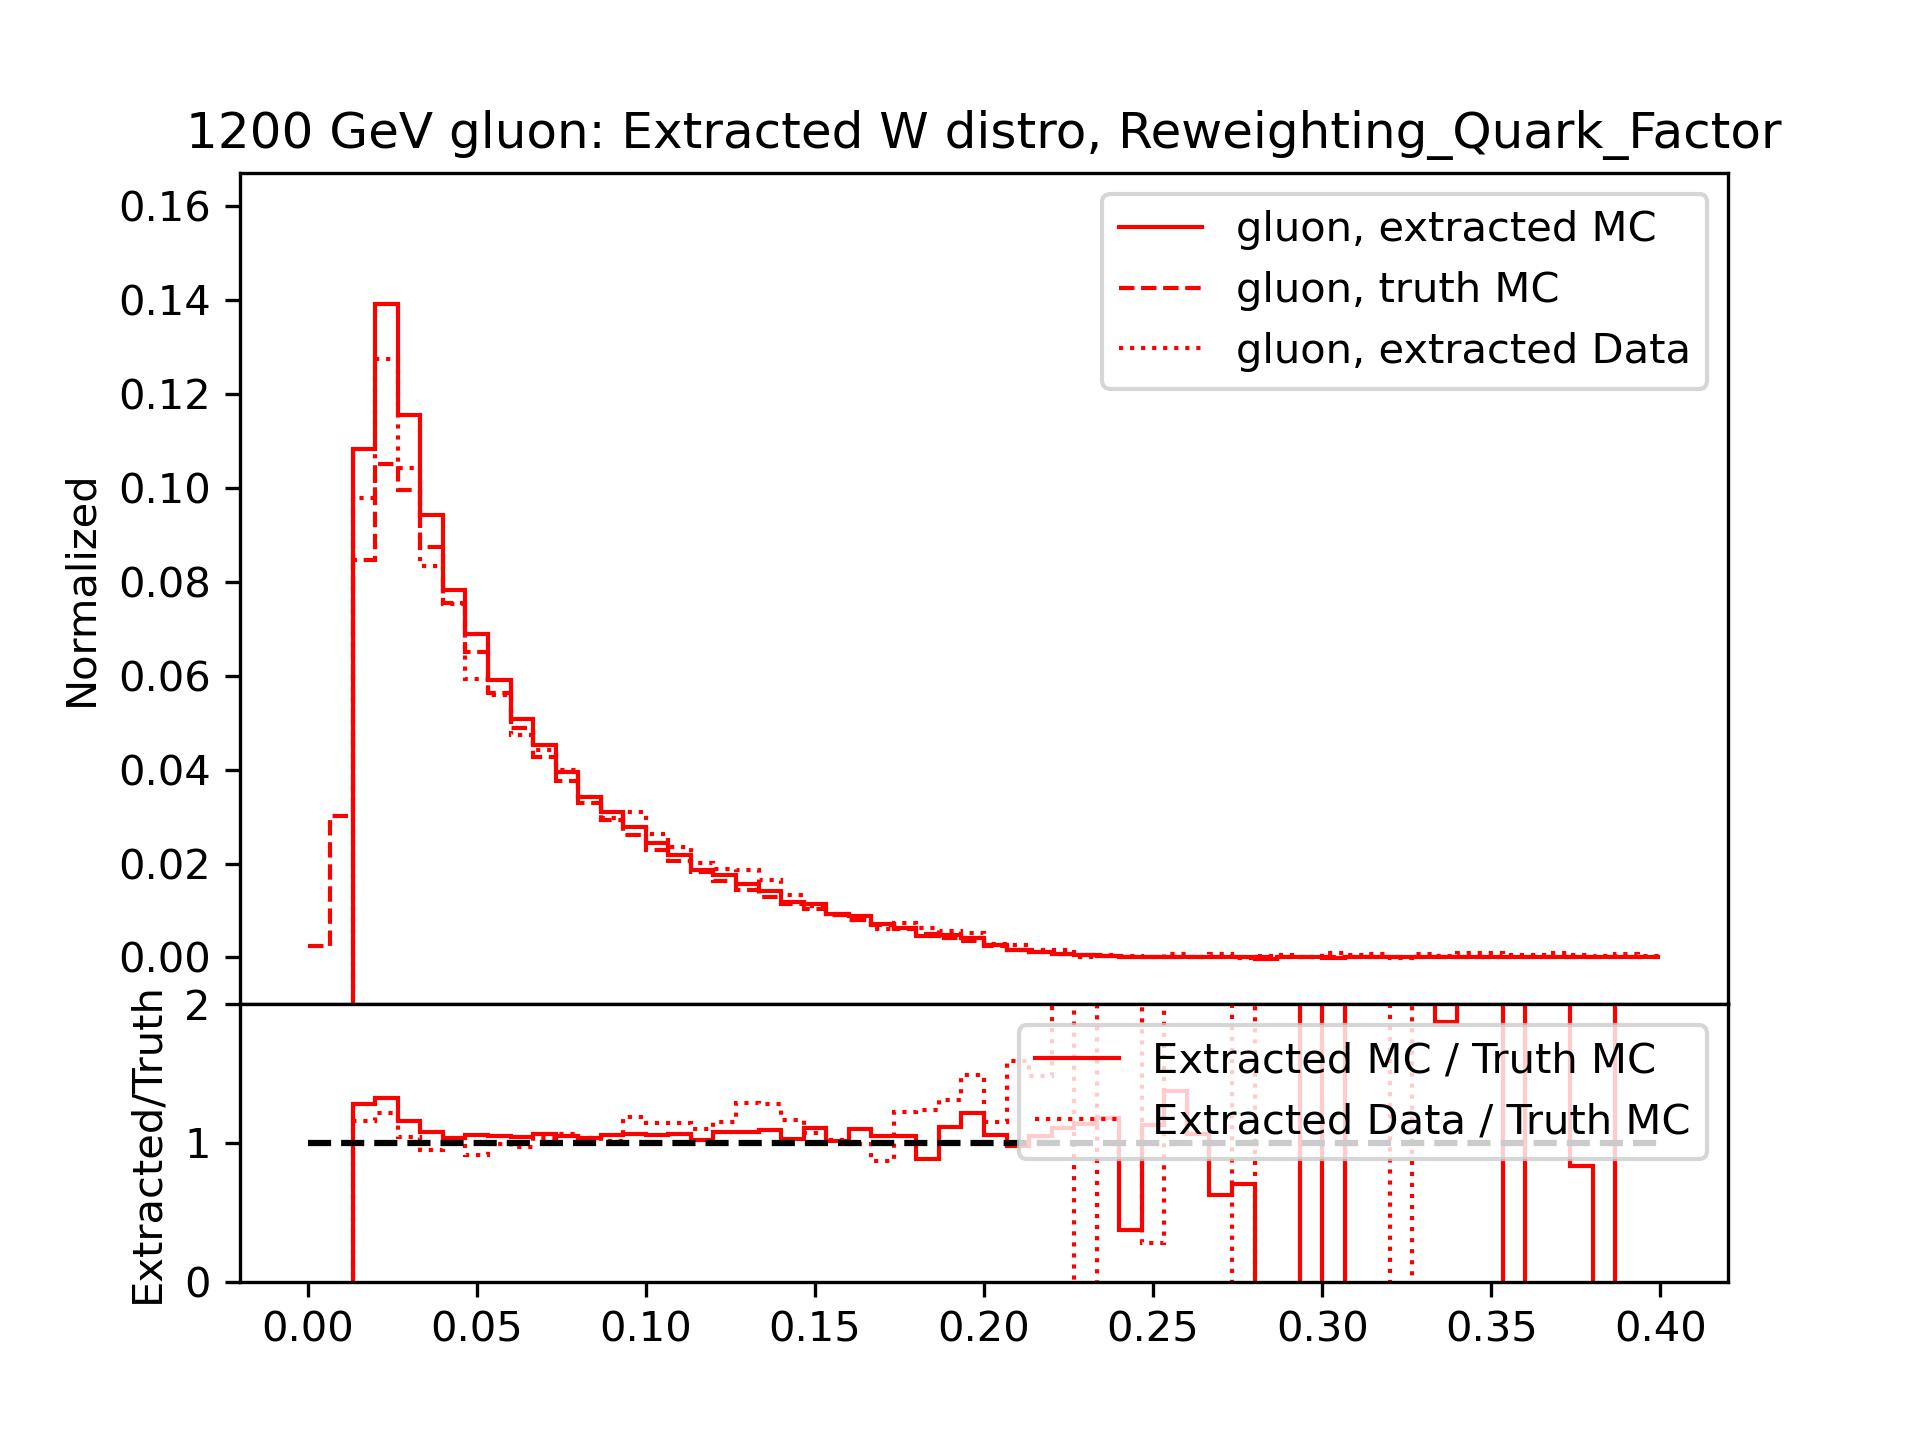 1200 GeV gluon: Extracted W distro, Reweighting_Quark_Factor
0.16
0.14
0.12
0.10
0.08
0.06
0.04
0.02
0.00
Normalized
gluon, extracted MC
gluon, truth MC
gluon, extracted Data
2
1
0
Extracted/Truth
Extracted MC / Truth MC
Extracted Data / Truth MC
0.00 0.05 0.10 0.15 0.20 0.25 0.30 0.35 0.40